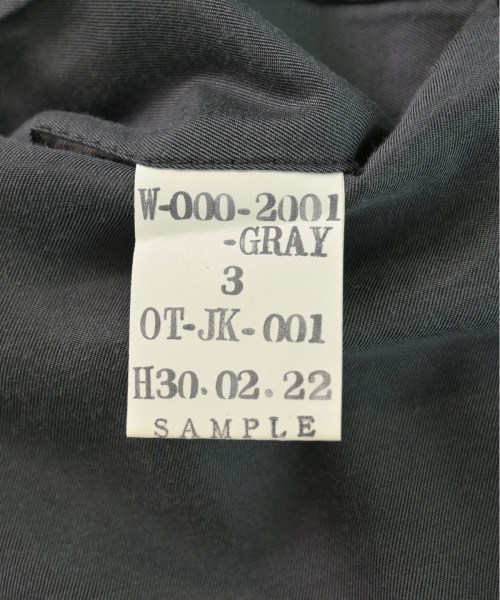 W-000-2001
-GRAY
3
OT-JK-001
H30.02.22
SAMPLE